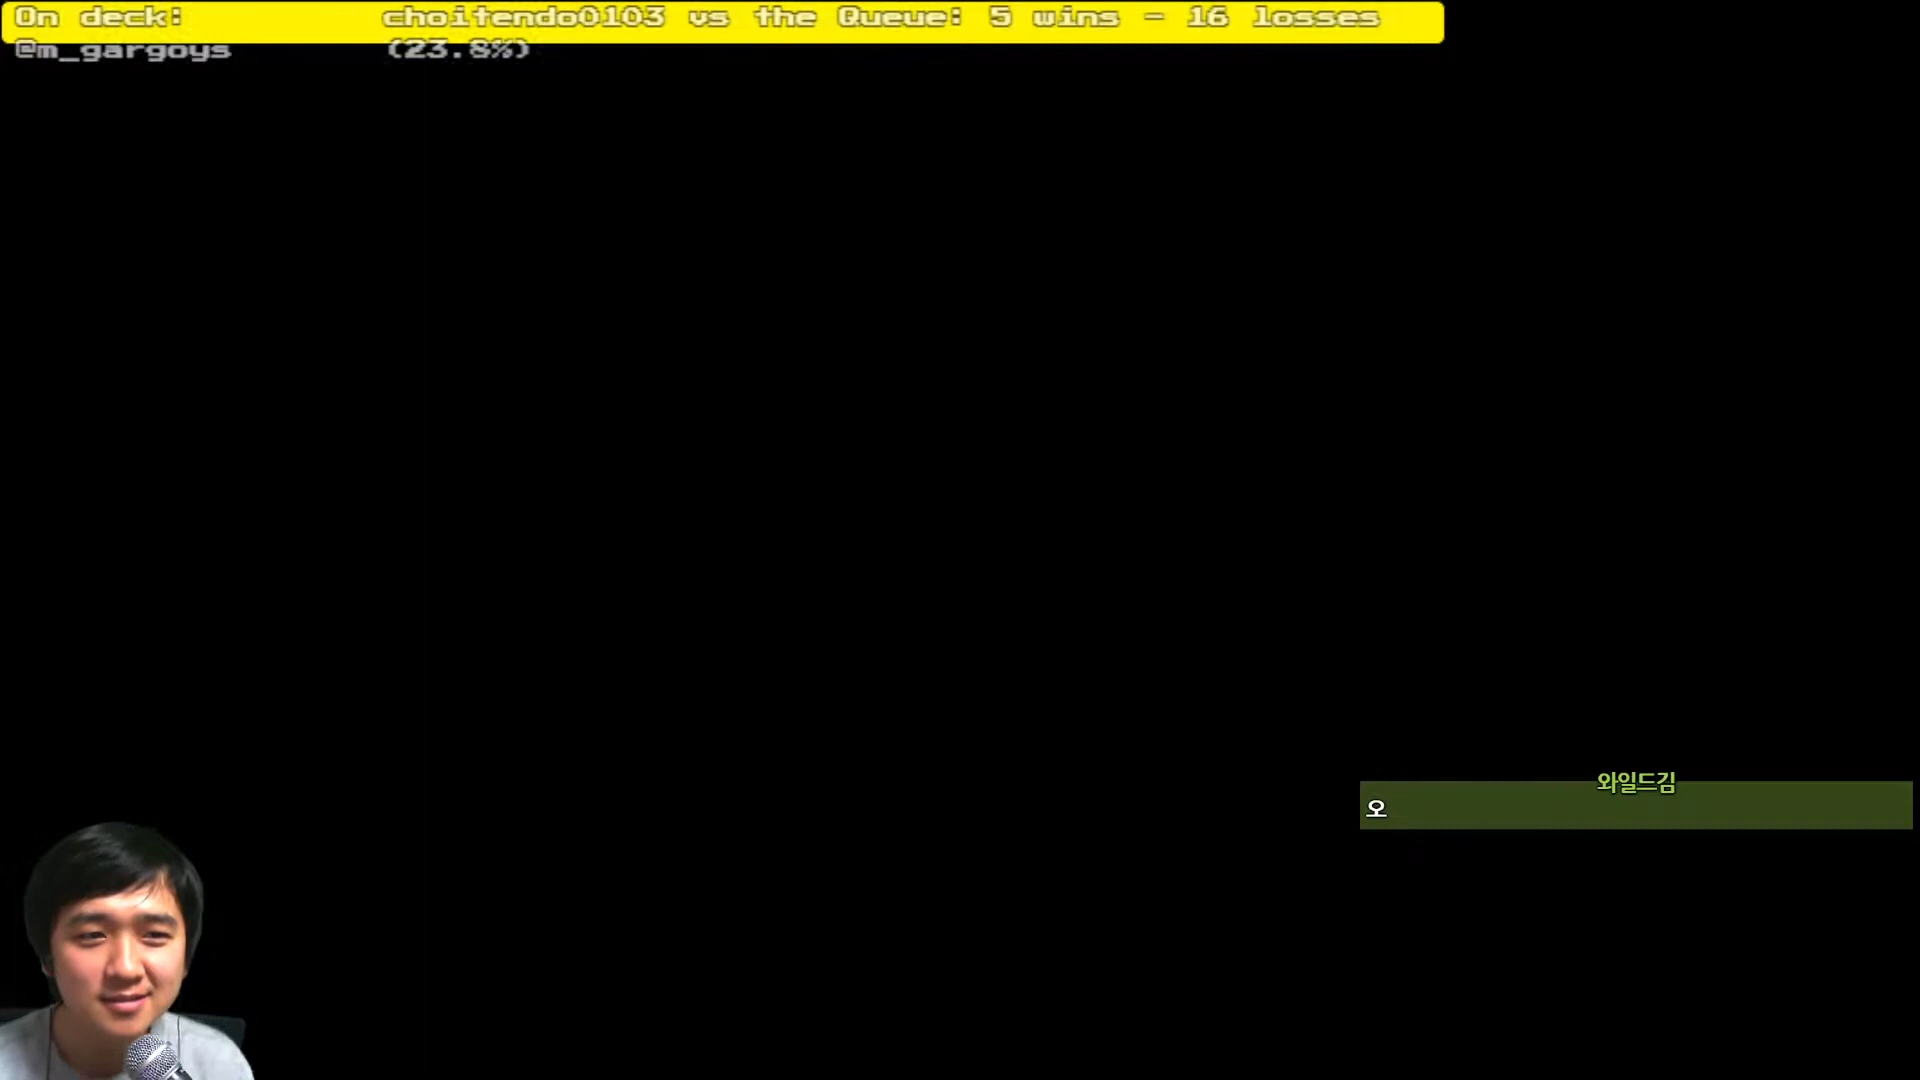 On deck: choitendo0103 vs the Queue: 5 wins - 16 losses
@m_gargoys (23.8%)
와일드김
오